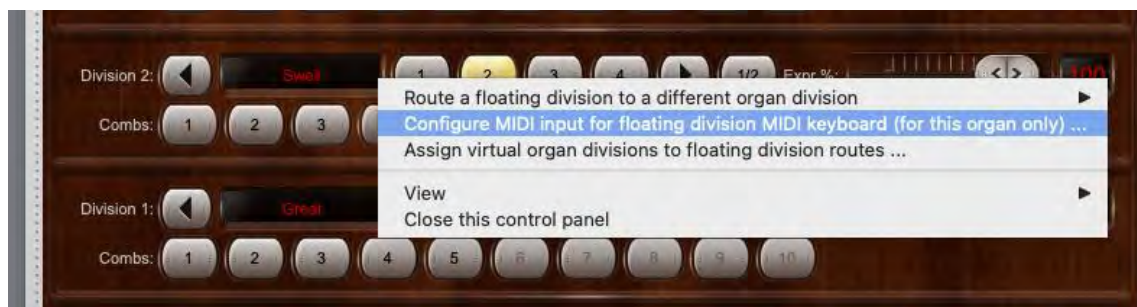 Division 2: Swell 1 2 3 4 1/2 Expr %: 100
Route a floating division to a different organ division
Combs: 1 2 3
Configure MIDI input for floating division MIDI keyboard (for this organ only) ...
Assign virtual organ divisions to floating division routes ...
View
Division 1: Great
Close this control panel
Combs: 1 2 3 4 5 6 7 8 9 10